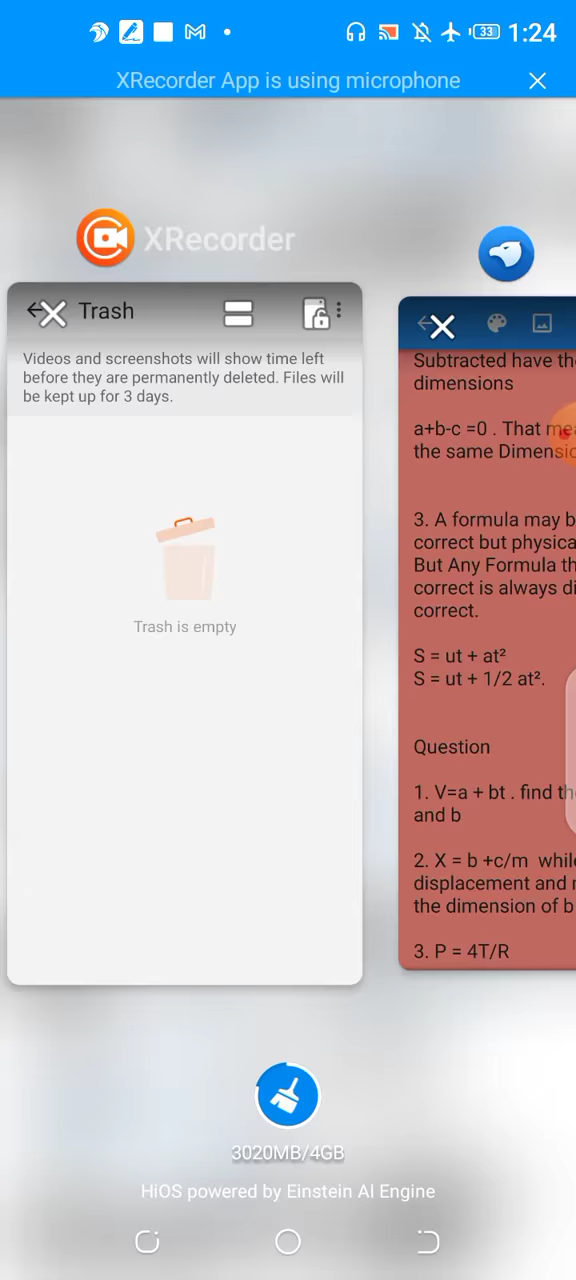 33 1:24
XRecorder App is using microphone
XRecorder
Trash
Videos and screenshots will show time left
before they are permanently deleted. Files will
be kept up for 3 days.
Trash is empty
Subtracted have the
dimensions
a+b-c =0 . That
the same
3. A formula may b
correct but physica
But Any Formula th
correct is always di
correct.
S = ut + at²
S = ut + 1/2 at².
Question
1. V=a + bt . find th
and b
2. X = b +c/m whil
displacement and
the dimension of b
3. P = 4T/R
3020MB/4GB
HiOS powered by Einstein AI Engine